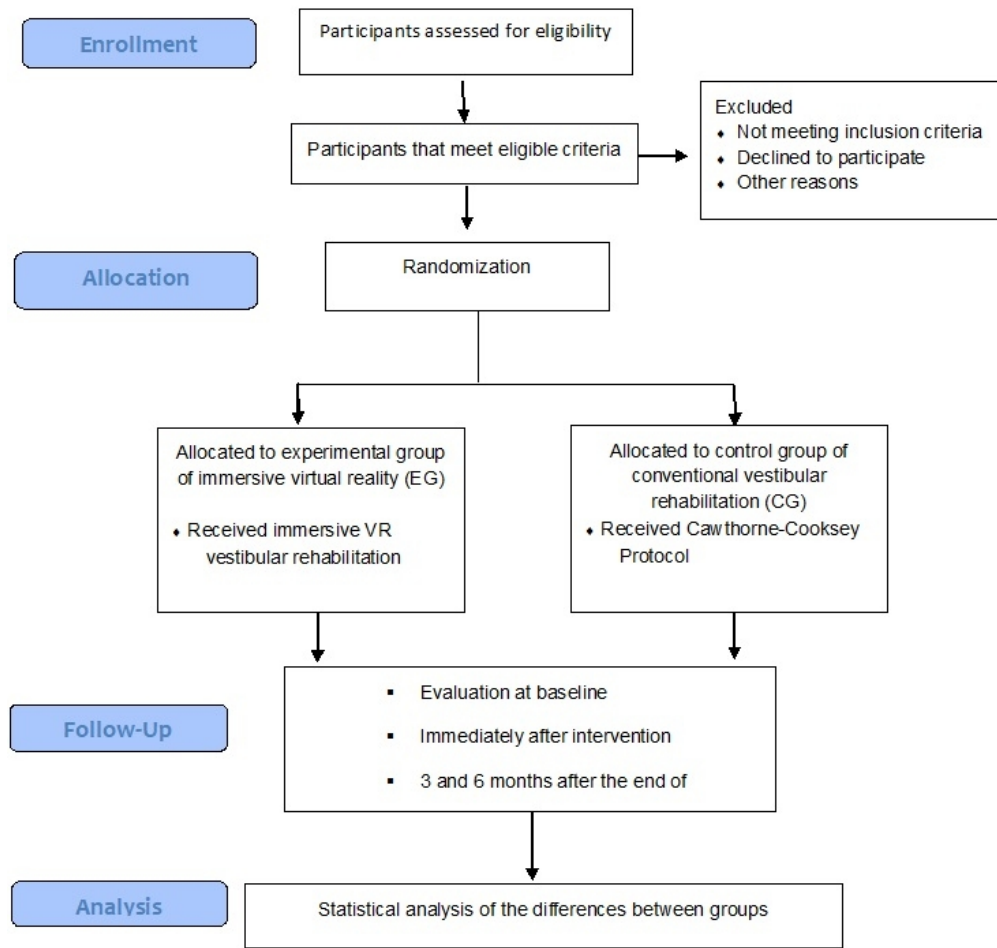 Enrollment
Participants assessed for eligibility
Participants that meet eligible criteria
Excluded
⬧ Not meeting inclusion criteria
⬧ Declined to participate
⬧ Other reasons
Allocation
Randomization
Allocated to experimental group
of immersive virtual reality (EG)
⬧ Received immersive VR
vestibular rehabilitation
Allocated to control group of
conventional vestibular
rehabilitation (CG)
⬧ Received Cawthorne-Cooksey
Protocol
Follow-Up
▪ Evaluation at baseline
▪ Immediately after intervention
▪ 3 and 6 months after the end of
Analysis
Statistical analysis of the differences between groups